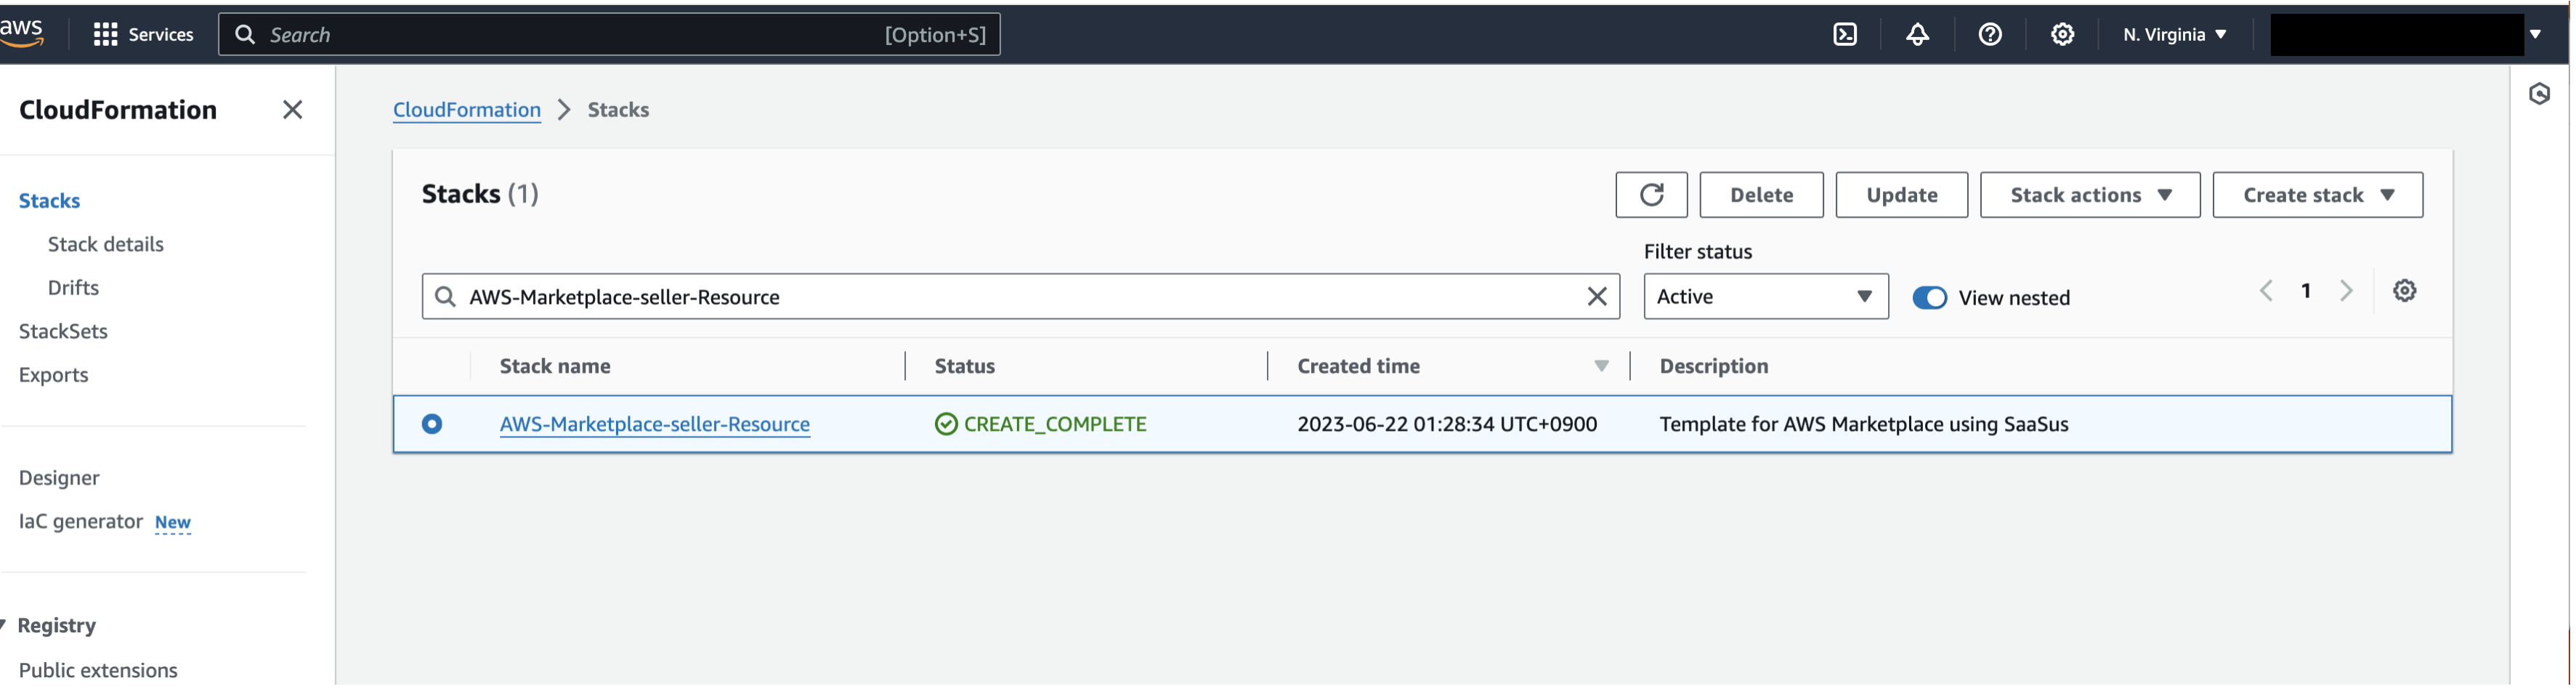 aws
Services
Search
[Option+S]
N. Virginia
CloudFormation
Stacks
Stack details
Drifts
StackSets
Exports
Designer
IaC generator New
Registry
Public extensions
CloudFormation > Stacks
Stacks (1)
Delete
Update
Stack actions
Create stack
Filter status
AWS-Marketplace-seller-Resource
Active
View nested
1
Stack name Status Created time Description
AWS-Marketplace-seller-Resource CREATE_COMPLETE 2023-06-22 01:28:34 UTC+0900 Template for AWS Marketplace using SaaSus